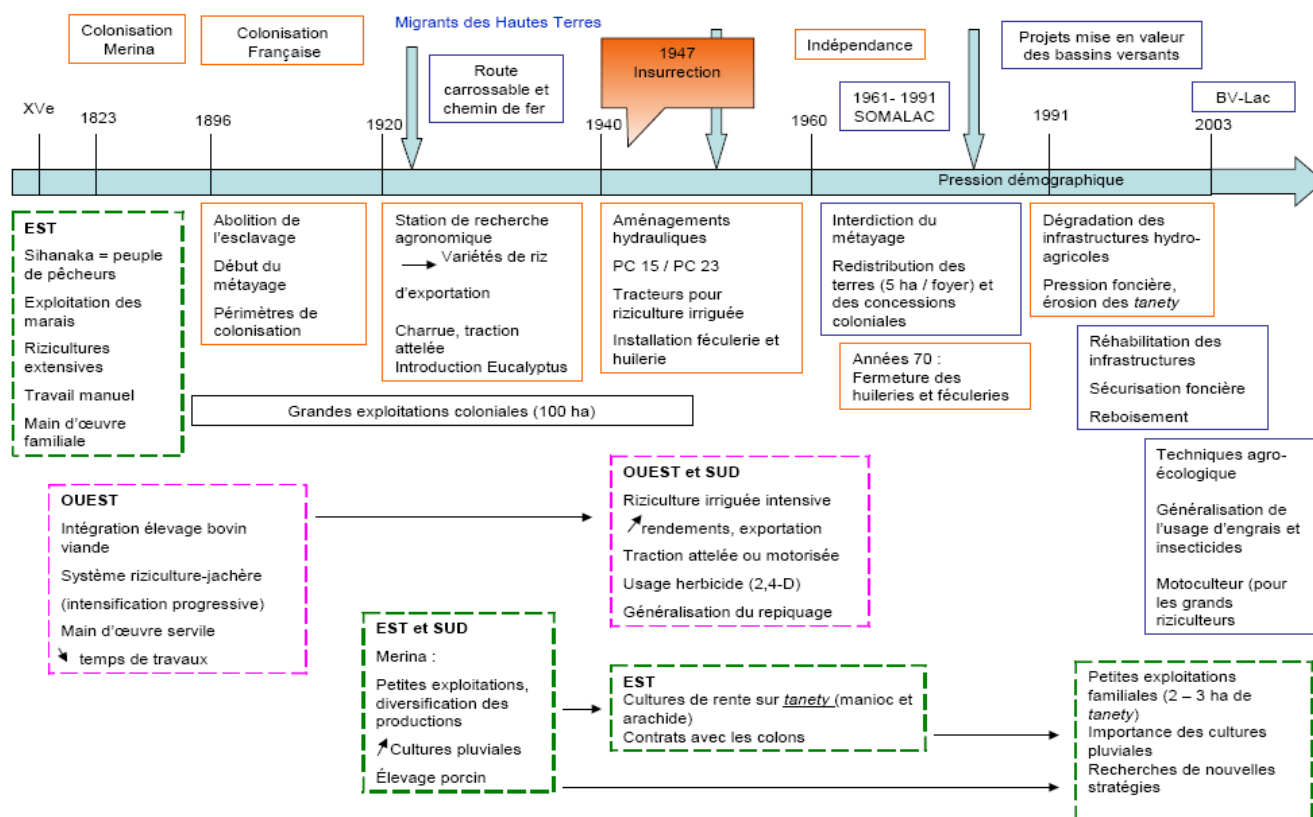 Colonisation
Merina
Colonisation
Française
Migrants des Hautes Terres
Route
carrossable et
chemin de fer
1947
Insurrection
Indépendance
1961- 1991
SOMALAC
Projets mise en valeur
des bassins versants
BV-Lac
XVe
1823
1896
1920
1940
1960
1991
2003
Pression démographique
EST
Sihanaka = peuple
de pêcheurs
Exploitation des
marais
Rizicultures
extensives
Travail manuel
Main d'œuvre
familiale
Abolition de
l'esclavage
Début du
métayage
Périmètres de
colonisation
Station de recherche
agronomique
→ Variétés de riz
d'exportation
Charrue, traction
attelée
Introduction Eucalyptus
Aménagements
hydrauliques
PC 15 / PC 23
Tracteurs pour
riziculture irriguée
Installation féculerie et
huilerie
Interdiction du
métayage
Redistribution des
terres (5 ha / foyer) et
des concessions
coloniales
Années 70 :
Fermeture des
huileries et féculeries
Dégradation des
infrastructures hydro-
agricoles
Pression foncière,
érosion des tanety
Réhabilitation des
infrastructures
Sécurisation foncière
Reboisement
Techniques agro-
écologique
Généralisation de
l'usage d'engrais et
insecticides
Motoculteur (pour
les grands
riziculteurs
Grandes exploitations coloniales (100 ha)
OUEST
Intégration élevage bovin
viande
Système riziculture-jachère
(intensification progressive)
Main d'œuvre servile
↘ temps de travaux
OUEST et SUD
Riziculture irriguée intensive
↗rendements, exportation
Traction attelée ou motorisée
Usage herbicide (2,4-D)
Généralisation du repiquage
EST et SUD
Merina :
Petites exploitations,
diversification des
productions
↗Cultures pluviales
Élevage porcin
EST
Cultures de rente sur tanety (manioc et
arachide)
Contrats avec les colons
Petites exploitations
familiales (2 – 3 ha de
tanety)
Importance des cultures
pluviales
Recherches de nouvelles
stratégies